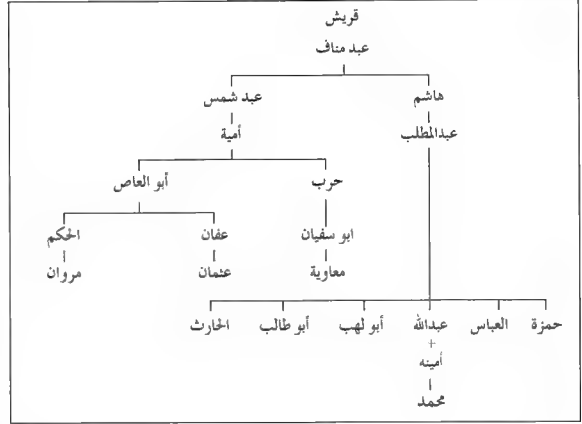 قريش
عبد مناف
هاشم عبد شمس
عبدالمطلب أمية
حرب أبو العاص
ابو سفيان عفان الحكم
معاوية عثمان مروان
حمزة العباس عبدالله أبو لهب أبو طالب الحارث
+
أمينه
محمد